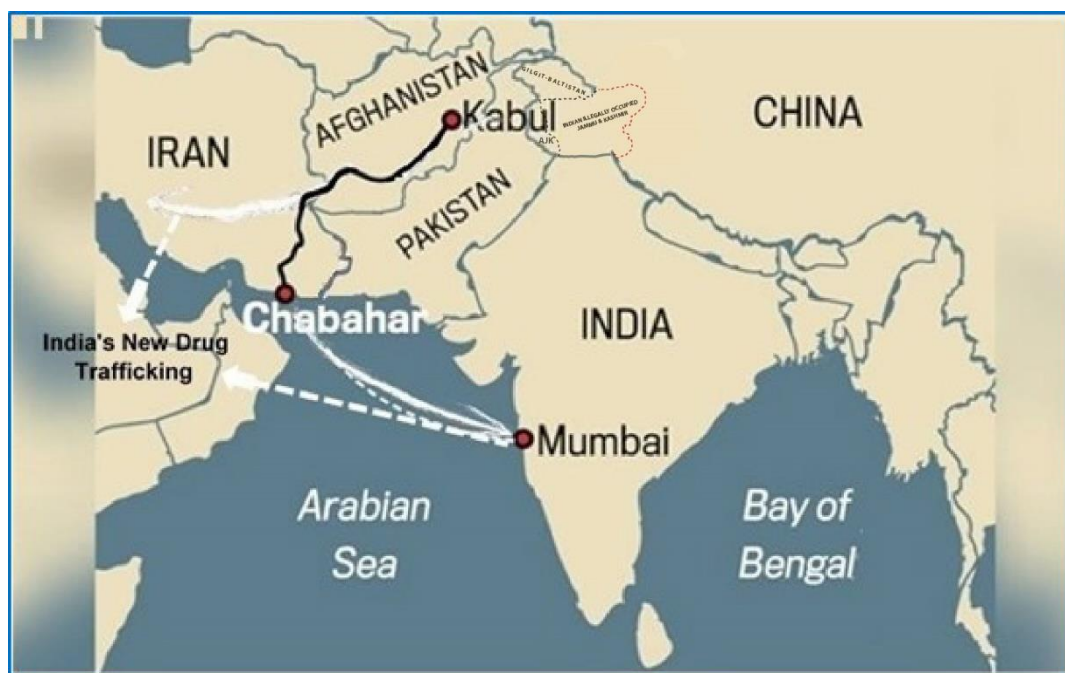 GILGIT-BALTISTAN
AFGHANISTAN
Kabul
INDIAN ILLEGALLY OCCUPIED
JAMMU & KASHMIR
AJK
CHINA
IRAN
PAKISTAN
Chabahar
India's New Drug
Trafficking
INDIA
Mumbai
Arabian
Sea
Bay of
Bengal